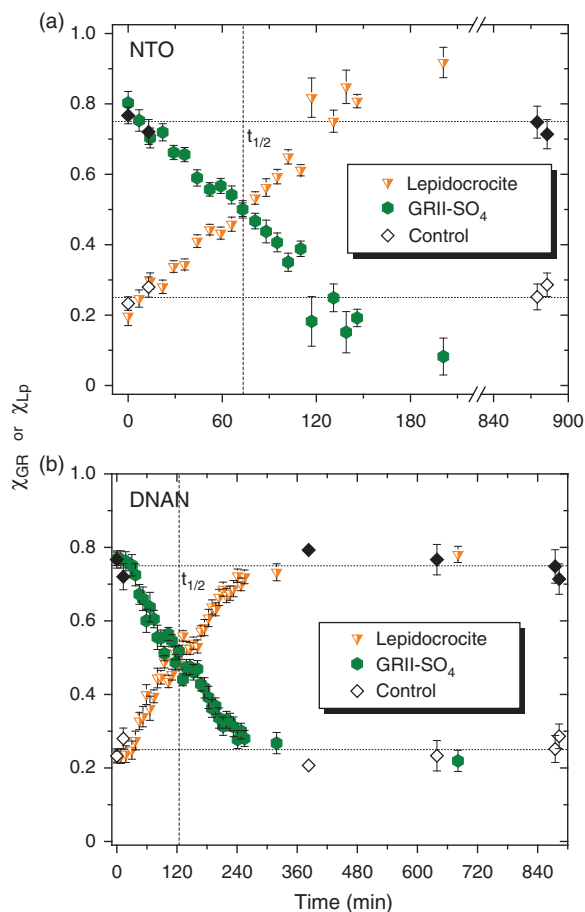 (a)
1.0
NTO
0.8
t1/2
0.6
Lepidocrocite
GRII-SO4
0.4
Control
0.2
0
0 60 120 180 840 900
χGR or χLp
(b)
1.0
DNAN
0.8
t1/2
0.6
Lepidocrocite
GRII-SO4
0.4
Control
0.2
0
0 120 240 360 480 600 720 840
Time (min)